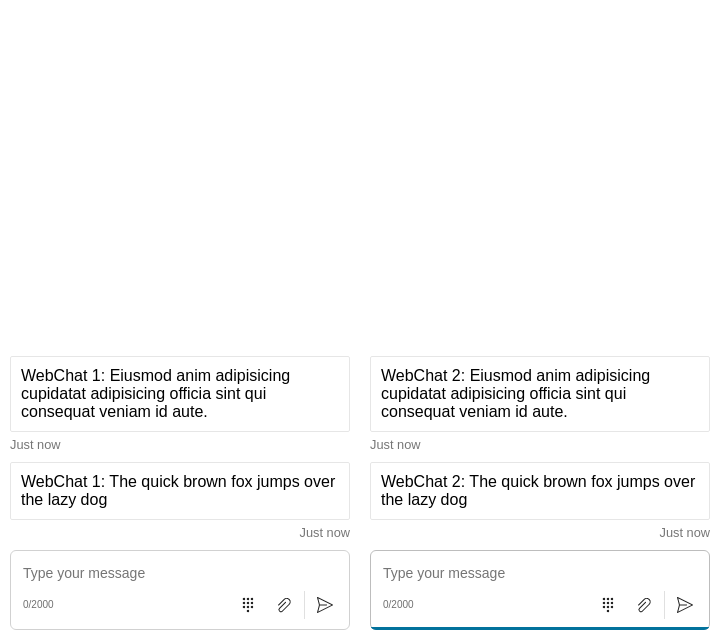 WebChat 1: Eiusmod anim adipisicing
cupidatat adipisicing officia sint qui
consequat veniam id aute.
Just now
WebChat 1: The quick brown fox jumps over
the lazy dog
Just now
Type your message
0/2000
WebChat 2: Eiusmod anim adipisicing
cupidatat adipisicing officia sint qui
consequat veniam id aute.
Just now
WebChat 2: The quick brown fox jumps over
the lazy dog
Just now
Type your message
0/2000